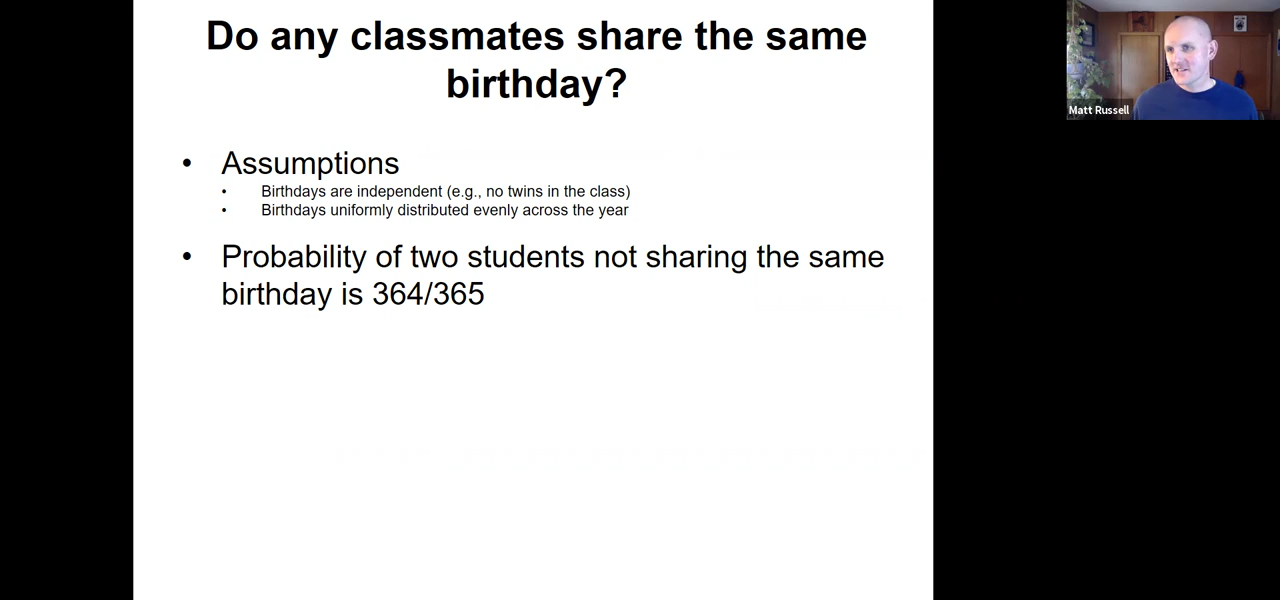 Do any classmates share the same
birthday?
• Assumptions
• Birthdays are independent (e.g., no twins in the class)
• Birthdays uniformly distributed evenly across the year
• Probability of two students not sharing the same
birthday is 364/365
Matt Russell